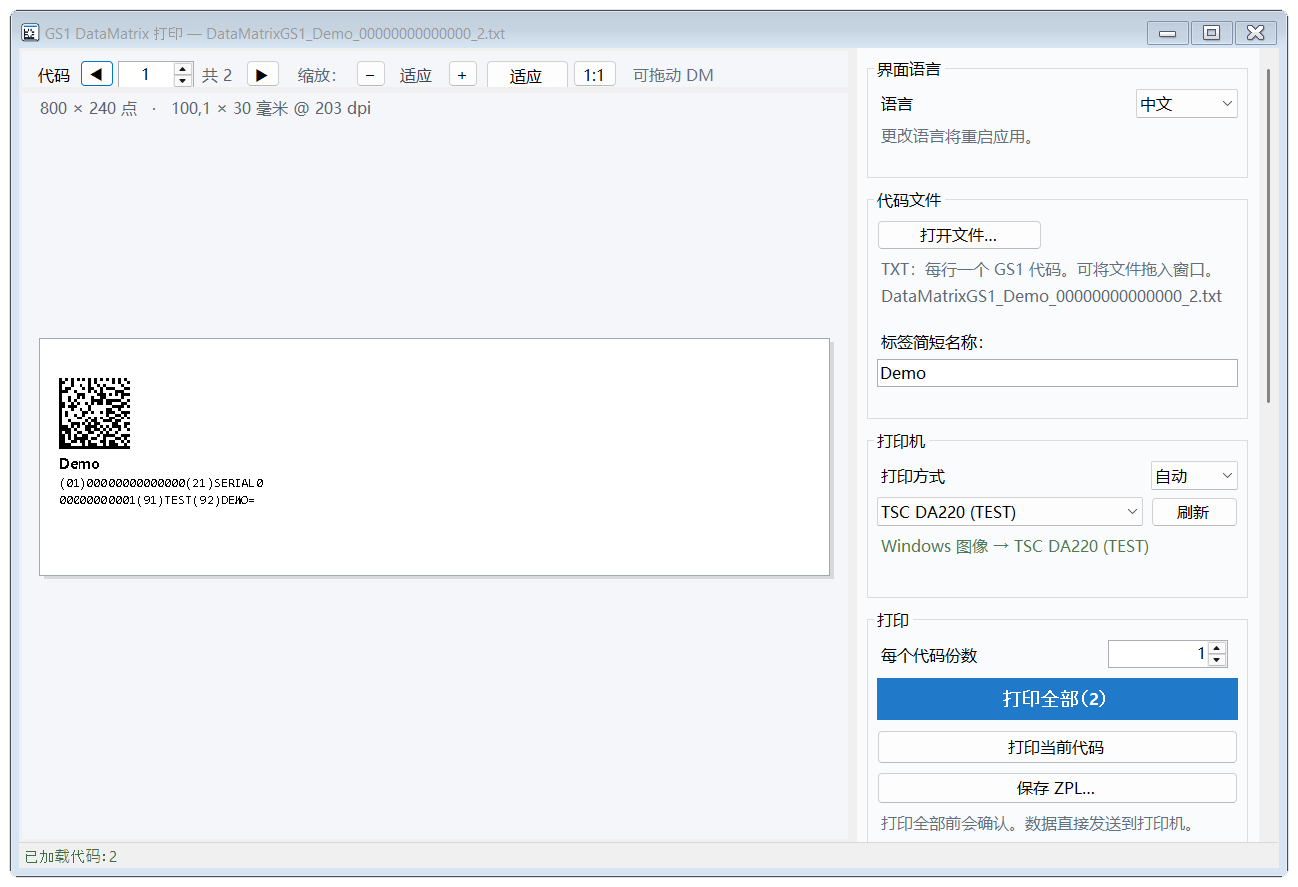 GS1 DataMatrix 打印 — DataMatrixGS1_Demo_00000000000000_2.txt
代码 ◀ 1 共 2 ▶ 缩放: − 适应 + 适应 1:1 可拖动 DM
800 × 240 点 · 100,1 × 30 毫米 @ 203 dpi
Demo
(01)00000000000000(21)SERIAL0
00000000001(91)TEST(92)DEMO=
界面语言
语言 中文
更改语言将重启应用。
代码文件
打开文件...
TXT：每行一个 GS1 代码。可将文件拖入窗口。
DataMatrixGS1_Demo_00000000000000_2.txt
标签简短名称:
Demo
打印机
打印方式 自动
TSC DA220 (TEST) 刷新
Windows 图像 → TSC DA220 (TEST)
打印
每个代码份数 1
打印全部(2)
打印当前代码
保存 ZPL...
打印全部前会确认。数据直接发送到打印机。
已加载代码: 2